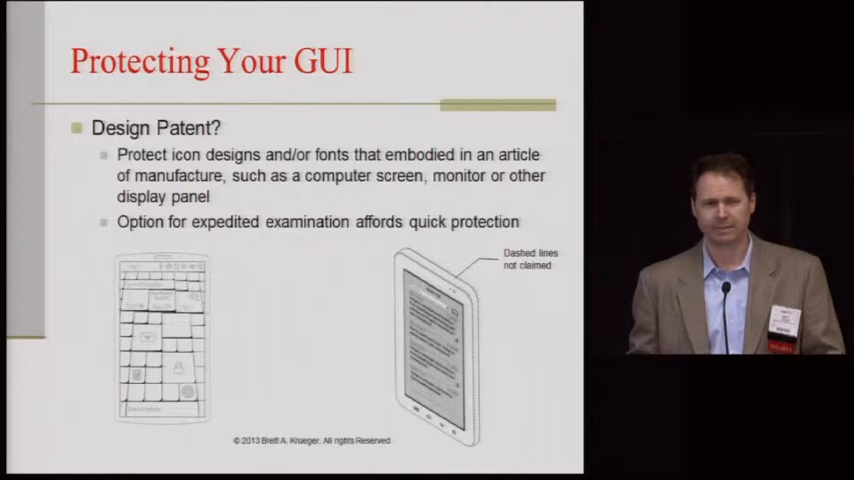 Protecting Your GUI
Design Patent?
Protect icon designs and/or fonts that embodied in an article
of manufacture, such as a computer screen, monitor or other
display panel
Option for expedited examination affords quick protection
Dashed lines
not claimed
© 2013 Brett A. Krueger. All rights Reserved